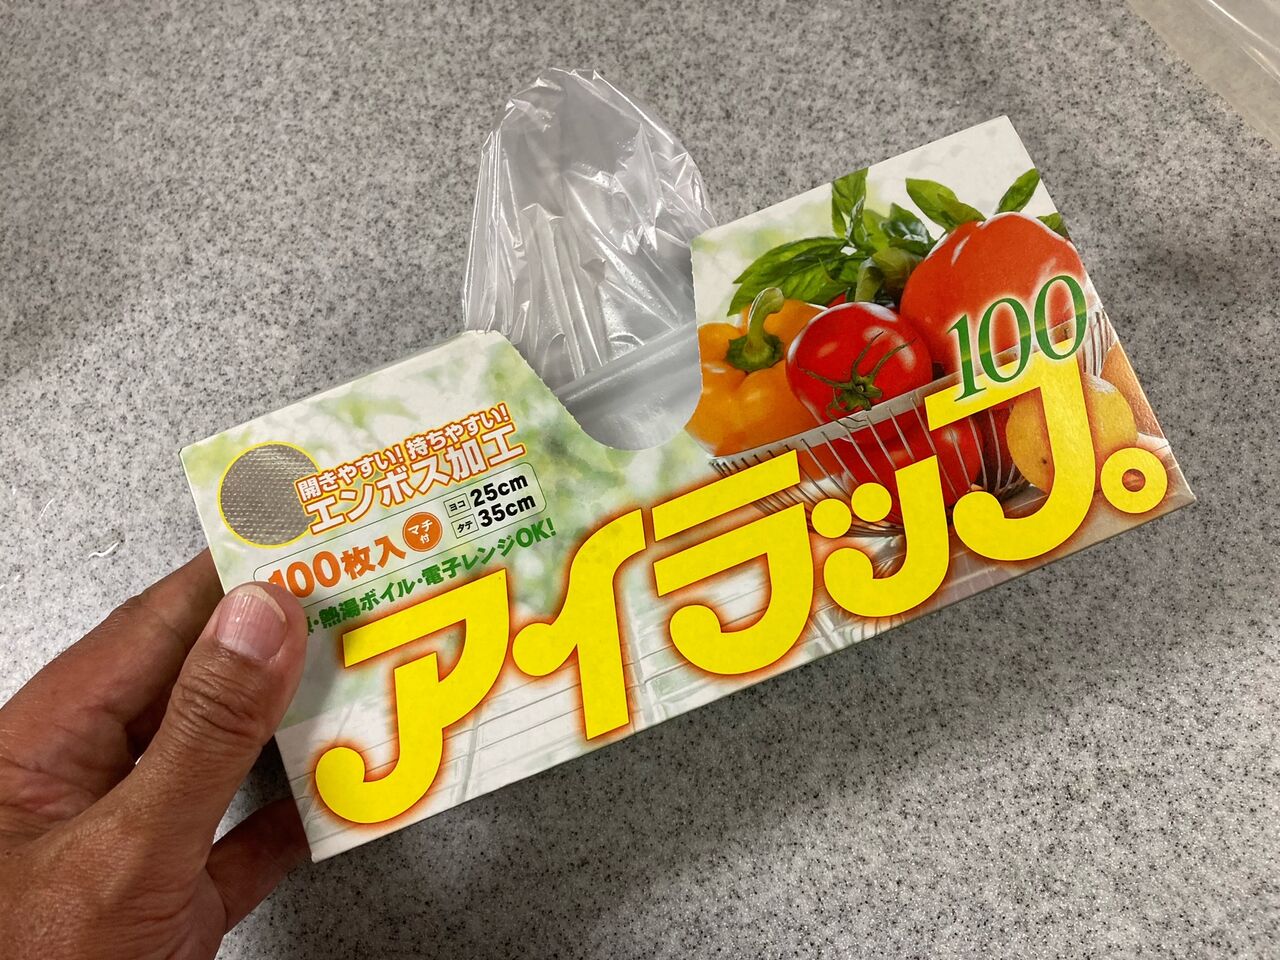 開きやすい!持ちやすい!
エンボス加工
100枚入 マチ付 ヨコ 25cm
タテ 35cm
・熱湯ボイル・電子レンジOK!
100
アイラップ。